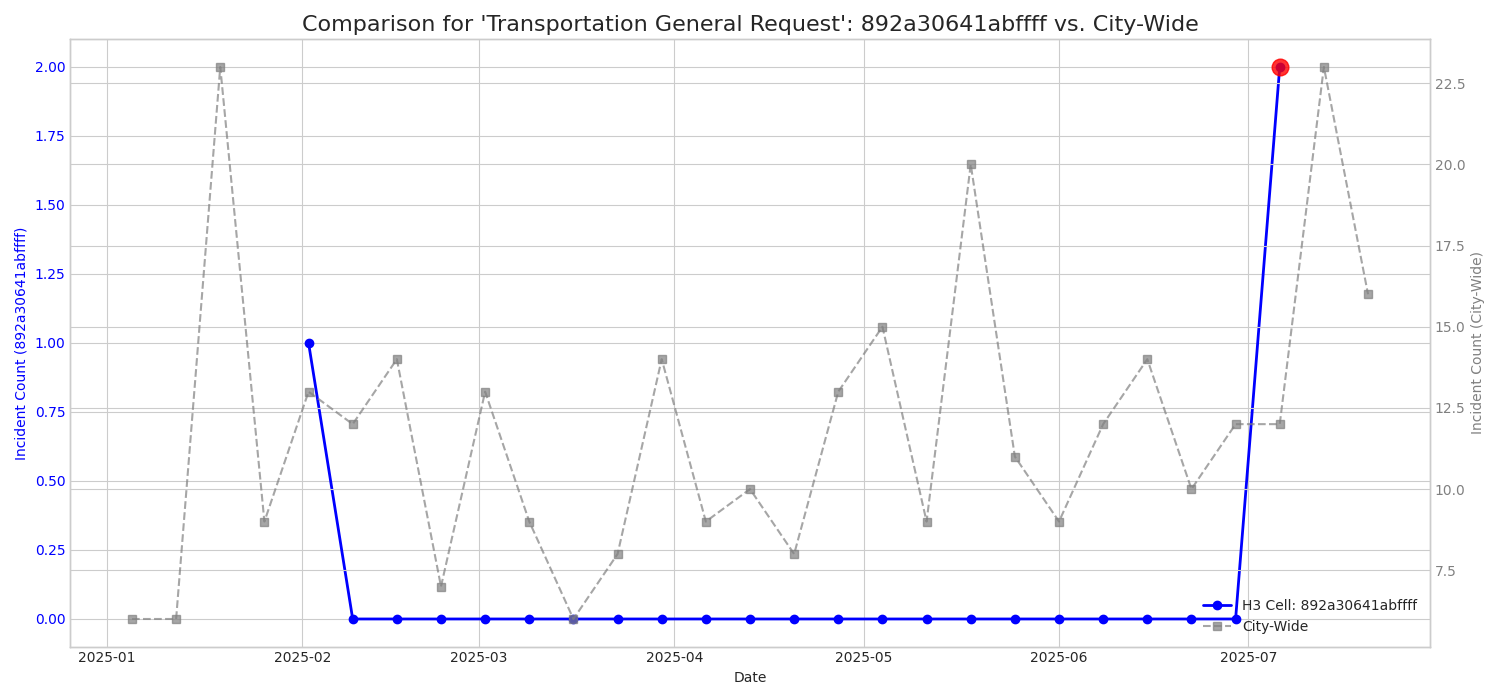 Comparison for 'Transportation General Request': 892a30641abffff vs. City-Wide
Incident Count (892a30641abffff)
2.00
1.75
1.50
1.25
1.00
0.75
0.50
0.25
0.00
22.5
20.0
17.5
15.0
12.5
10.0
7.5
Incident Count (City-Wide)
H3 Cell: 892a30641abffff
City-Wide
2025-01 2025-02 2025-03 2025-04 2025-05 2025-06 2025-07
Date